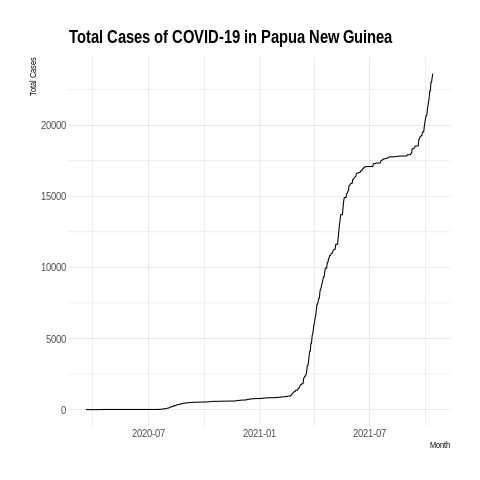 Total Cases of COVID-19 in Papua New Guinea
Total Cases
20000
15000
10000
5000
0
2020-07 2021-01 2021-07
Month